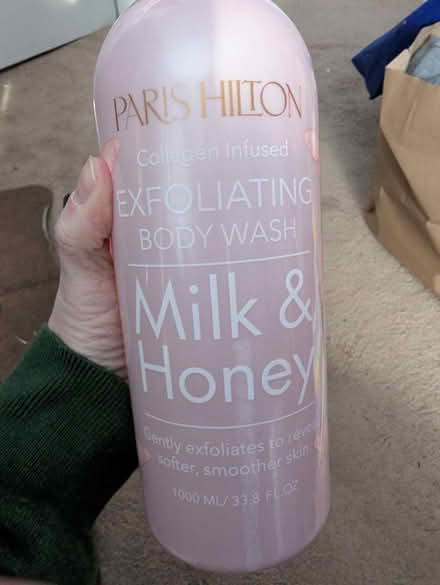 PARIS HILTON
Collagen Infused
EXFOLIATING
BODY WASH
Milk &
Honey
Gently exfoliates to reveal
softer, smoother skin
1000 ML/ 33.8 FL.OZ